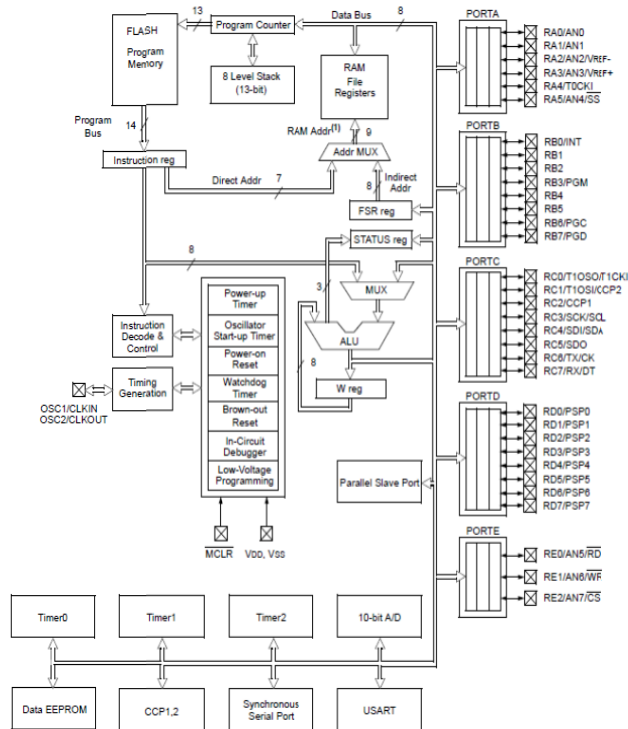 13
Program Counter
Data Bus
8
PORTA
FLASH
Program
Memory
8 Level Stack
(13-bit)
RAM
File
Registers
RA0/AN0
RA1/AN1
RA2/AN2/VREF-
RA3/AN3/VREF+
RA4/T0CKI
RA5/AN4/SS
Program
Bus
14
RAM Addr(1)
9
PORTB
Instruction reg
Addr MUX
RB0/INT
RB1
RB2
RB3/PGM
RB4
RB5
RB6/PGC
RB7/PGD
Direct Addr
7
8
Indirect
Addr
FSR reg
STATUS reg
8
3
MUX
PORTC
RC0/T1OSO/T1CKI
RC1/T1OSI/CCP2
RC2/CCP1
RC3/SCK/SCL
RC4/SDI/SDA
RC5/SDO
RC6/TX/CK
RC7/RX/DT
Power-up
Timer
Instruction
Decode &
Control
Oscillator
Start-up Timer
ALU
Power-on
Reset
8
Timing
Generation
Watchdog
Timer
W reg
OSC1/CLKIN
OSC2/CLKOUT
Brown-out
Reset
PORTD
RD0/PSP0
RD1/PSP1
RD2/PSP2
RD3/PSP3
RD4/PSP4
RD5/PSP5
RD6/PSP6
RD7/PSP7
In-Circuit
Debugger
Low-Voltage
Programming
Parallel Slave Port
MCLR
VDD, VSS
PORTE
RE0/AN5/RD
RE1/AN6/WR
RE2/AN7/CS
Timer0
Timer1
Timer2
10-bit A/D
Data EEPROM
CCP1,2
Synchronous
Serial Port
USART